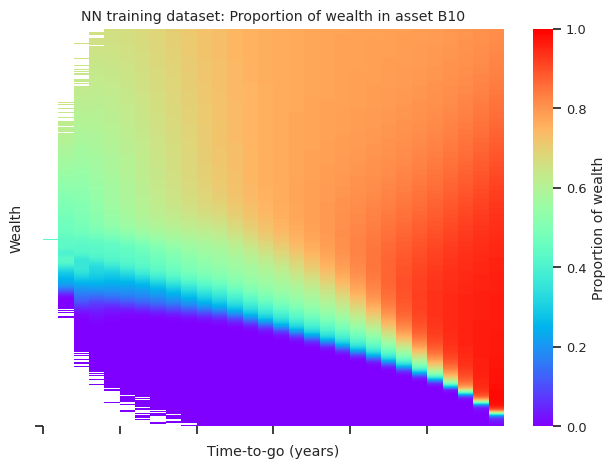 NN training dataset: Proportion of wealth in asset B10
Wealth
Time-to-go (years)
1.0
0.8
0.6
0.4
0.2
0.0
Proportion of wealth